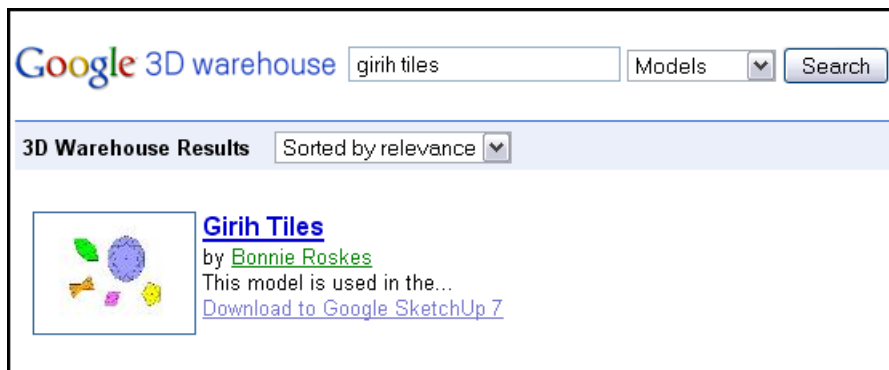 Google 3D warehouse girih tiles Models Search
3D Warehouse Results Sorted by relevance
Girih Tiles
by Bonnie Roskes
This model is used in the...
Download to Google SketchUp 7